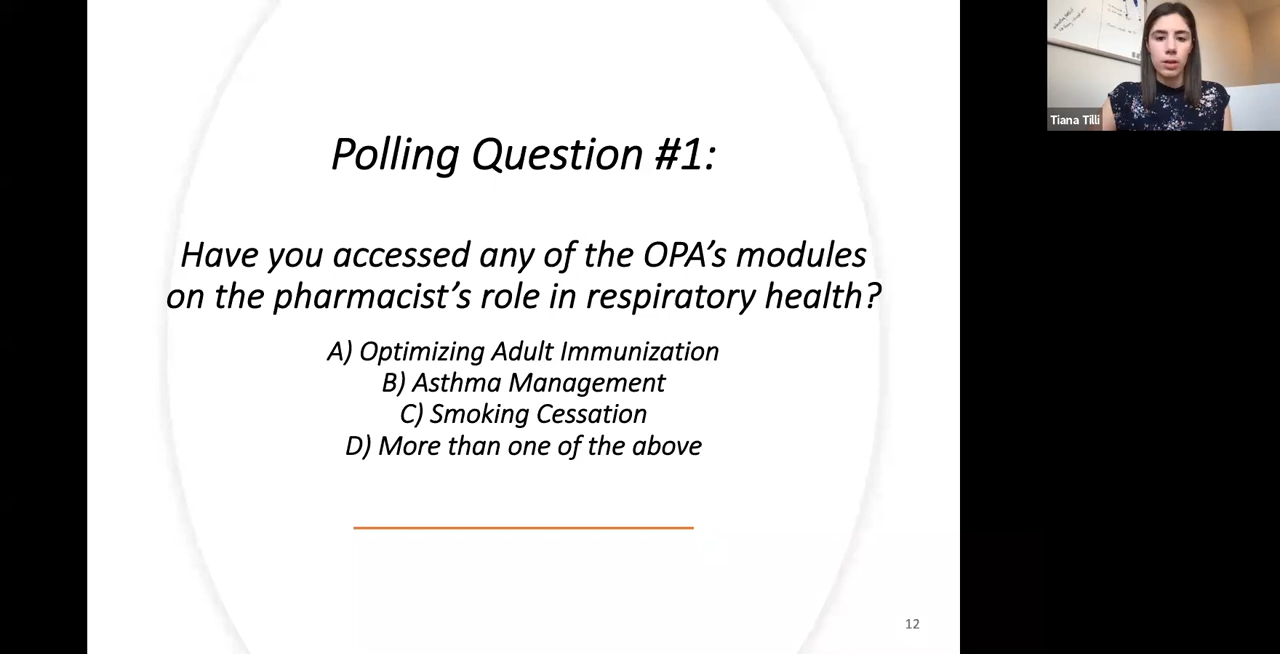 Polling Question #1:
Have you accessed any of the OPA's modules
on the pharmacist's role in respiratory health?
A) Optimizing Adult Immunization
B) Asthma Management
C) Smoking Cessation
D) More than one of the above
12
Tiana Tilli